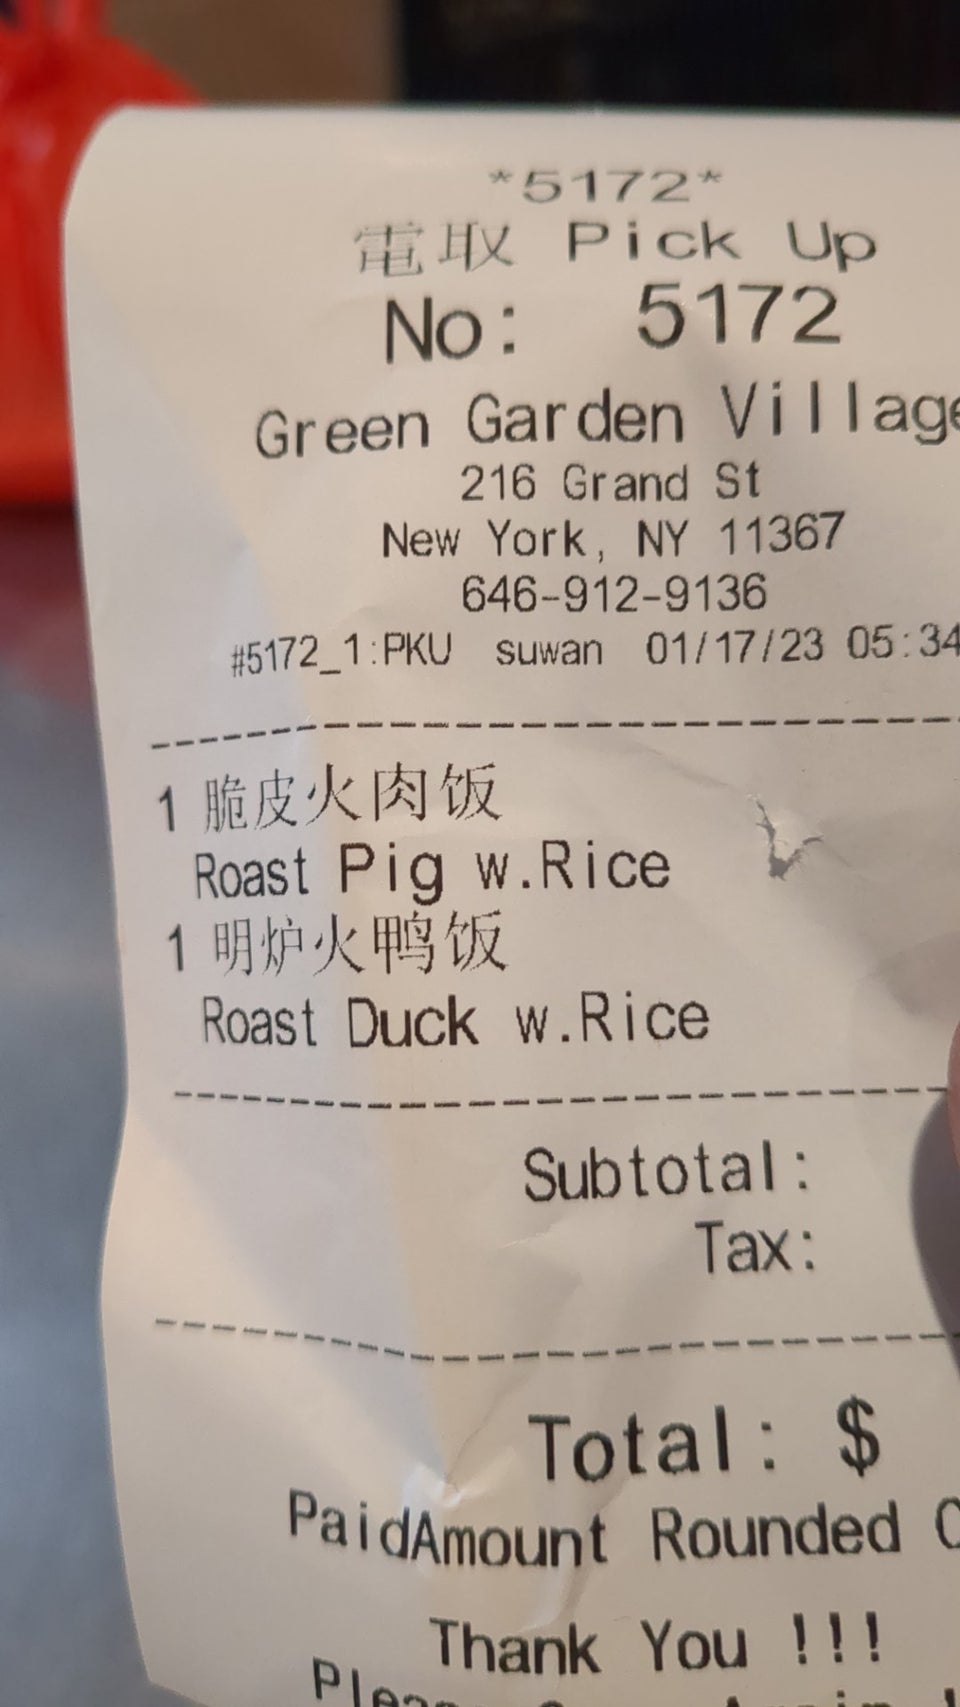 *5172*
電取 Pick Up
No: 5172
Green Garden Village
216 Grand St
New York, NY 11367
646-912-9136
#5172_1:PKU suwan 01/17/23 05:34
1 脆皮火肉饭
Roast Pig w.Rice
1 明炉火鸭饭
Roast Duck w.Rice
Subtotal:
Tax:
Total: $
PaidAmount Rounded
Thank You !!!